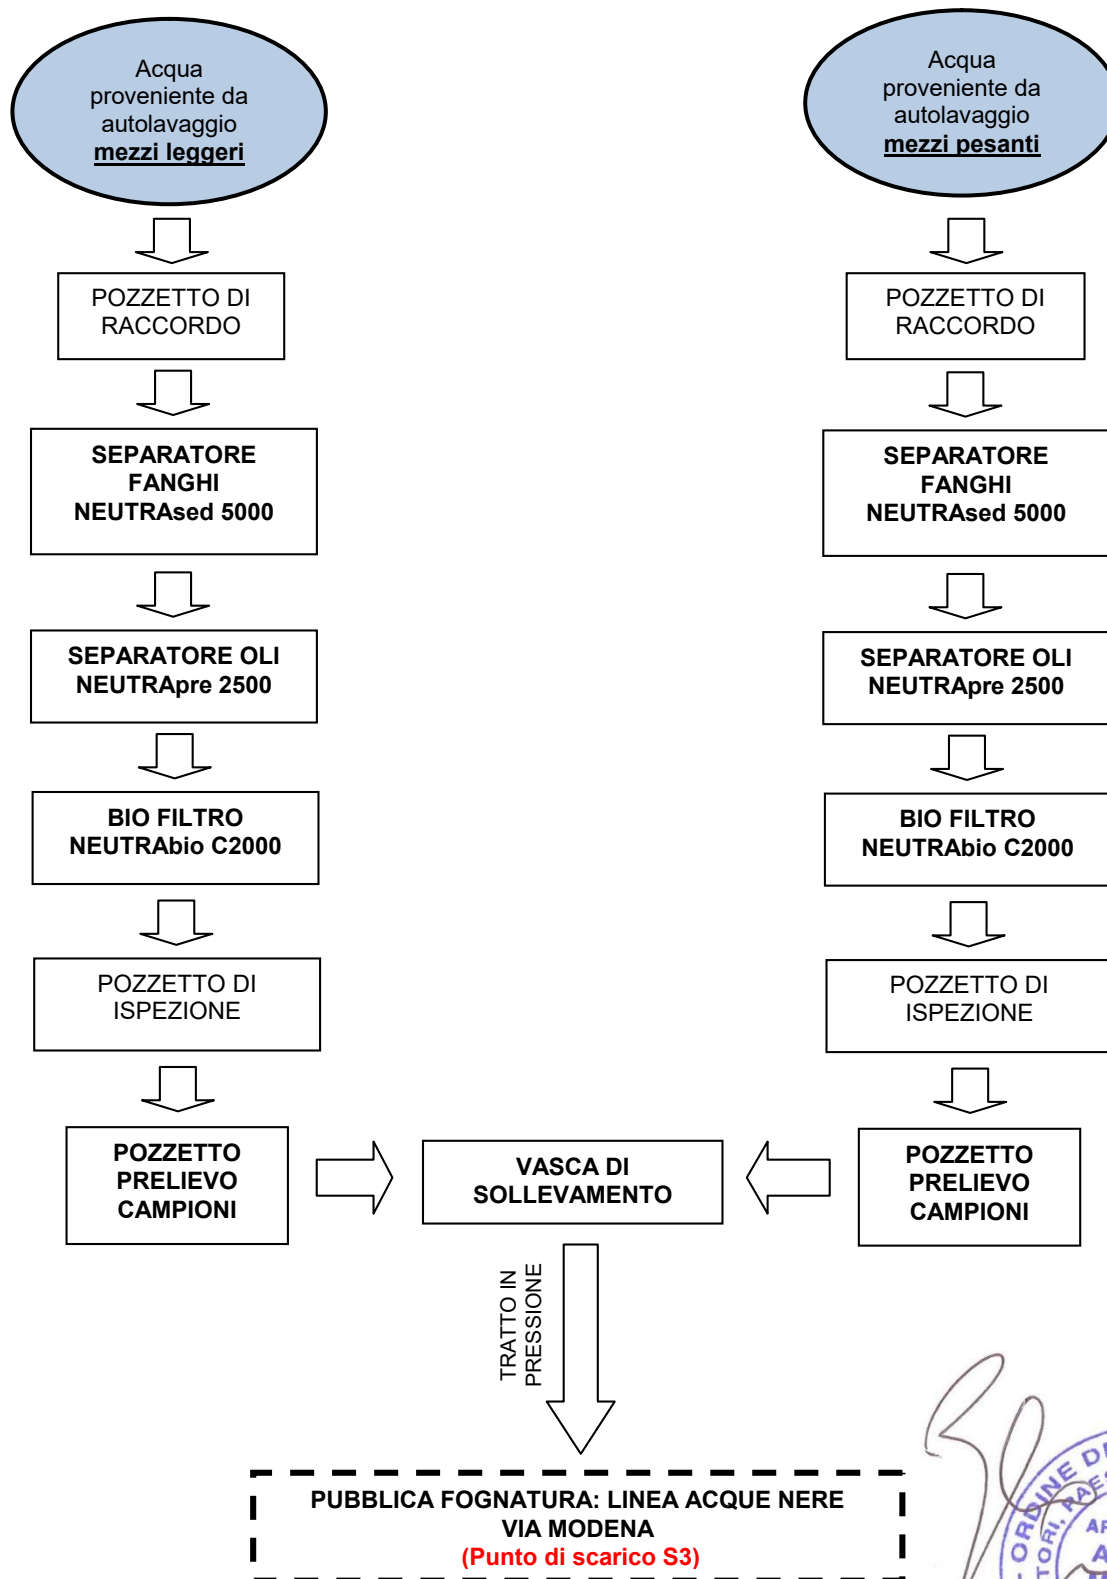 Acqua
proveniente da
autolavaggio
mezzi leggeri
POZZETTO DI
RACCORDO
SEPARATORE
FANGHI
NEUTRAsed 5000
SEPARATORE OLI
NEUTRApre 2500
BIO FILTRO
NEUTRAbio C2000
POZZETTO DI
ISPEZIONE
POZZETTO
PRELIEVO
CAMPIONI
Acqua
proveniente da
autolavaggio
mezzi pesanti
POZZETTO DI
RACCORDO
SEPARATORE
FANGHI
NEUTRAsed 5000
SEPARATORE OLI
NEUTRApre 2500
BIO FILTRO
NEUTRAbio C2000
POZZETTO DI
ISPEZIONE
POZZETTO
PRELIEVO
CAMPIONI
VASCA DI
SOLLEVAMENTO
TRATTO IN
PRESSIONE
PUBBLICA FOGNATURA: LINEA ACQUE NERE
VIA MODENA
(Punto di scarico S3)
ORDINE